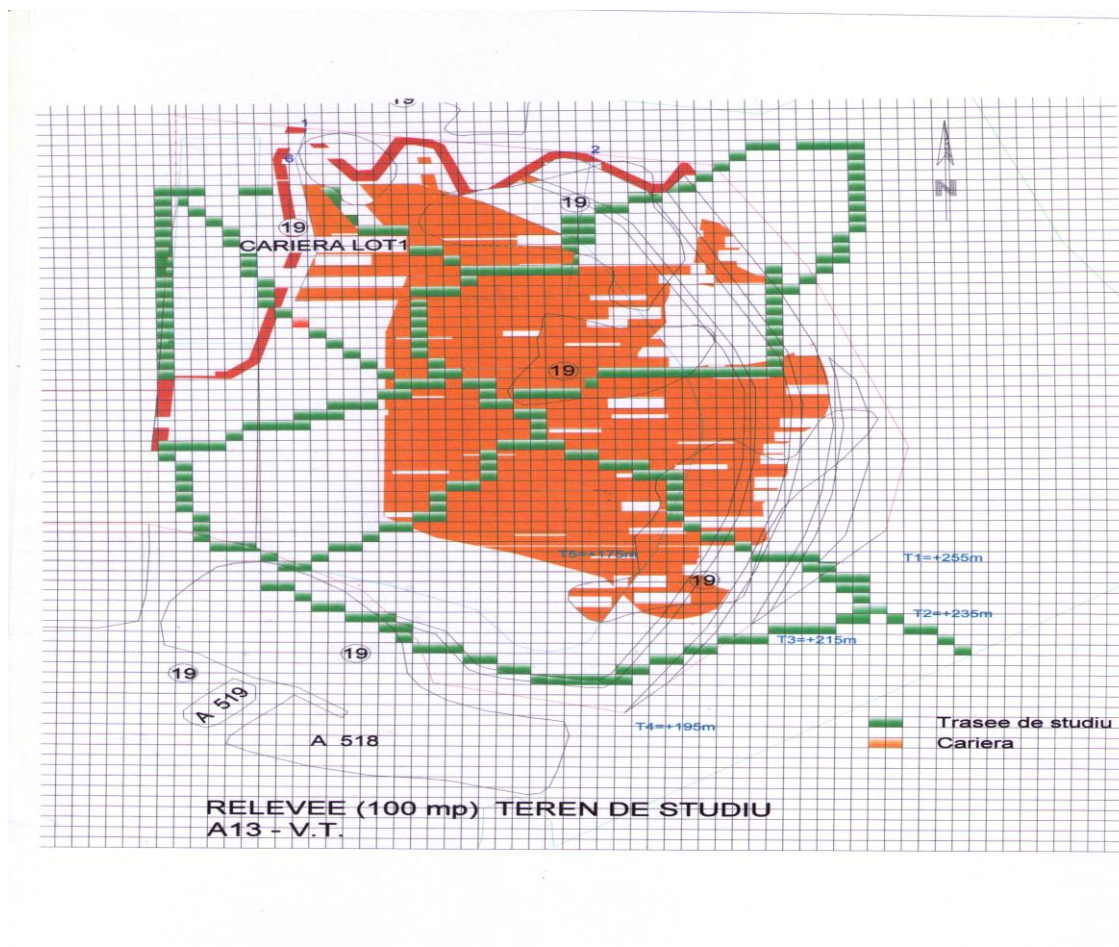 19
1
6
2
19
19
CARIERA LOT1
N
19
T5=+175m
T1=+255m
19
T2=+235m
T3=+215m
19
19
A 519
T4=+195m
A 518
Trasee de studiu
Cariera
RELEVEE (100 mp) TEREN DE STUDIU
A13 - V.T.